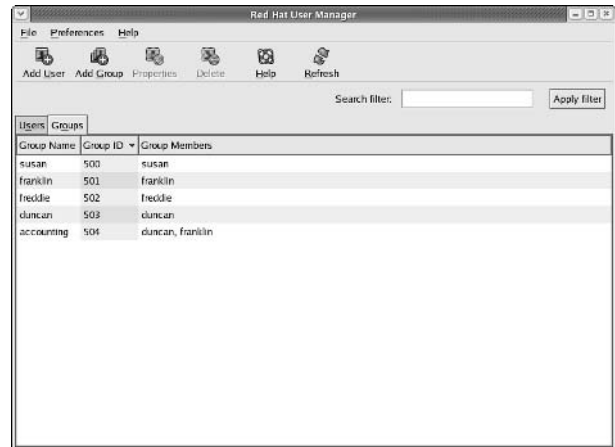 Red Hat User Manager
File Preferences Help
Add User Add Group Properties Delete Help Refresh
Search filter: Apply filter
Users Groups
Group Name Group ID Group Members
susan 500 susan
franklin 501 franklin
freddie 502 freddie
duncan 503 duncan
accounting 504 duncan, franklin